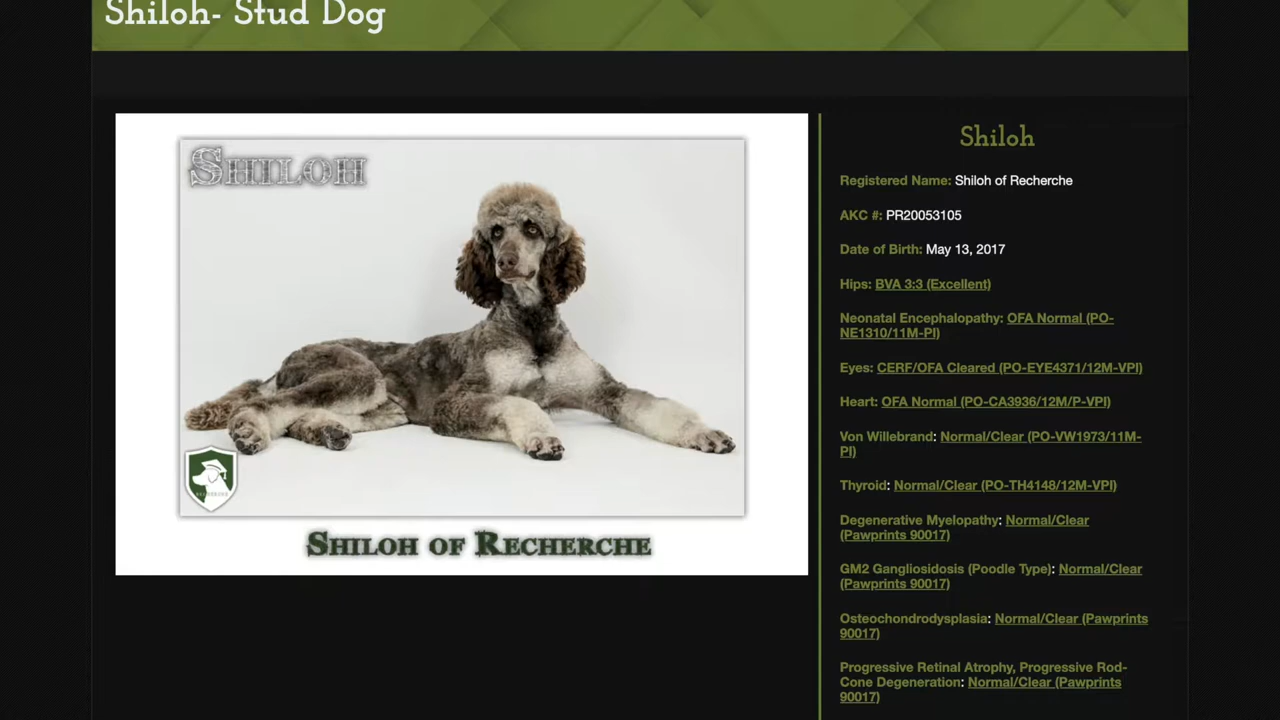 Shiloh- Stud Dog
SHILOH
SHILOH OF RECHERCHE
Shiloh
Registered Name: Shiloh of Recherche
AKC #: PR20053105
Date of Birth: May 13, 2017
Hips: BVA 3:3 (Excellent)
Neonatal Encephalopathy: OFA Normal (PO-
NE1310/11M-PI)
Eyes: CERF/OFA Cleared (PO-EYE4371/12M-VPI)
Heart: OFA Normal (PO-CA3936/12M/P-VPI)
Von Willebrand: Normal/Clear (PO-VW1973/11M-
PI)
Thyroid: Normal/Clear (PO-TH4148/12M-VPI)
Degenerative Myelopathy: Normal/Clear
(Pawprints 90017)
GM2 Gangliosidosis (Poodle Type): Normal/Clear
(Pawprints 90017)
Osteochondrodysplasia: Normal/Clear (Pawprints
90017)
Progressive Retinal Atrophy, Progressive Rod-
Cone Degeneration: Normal/Clear (Pawprints
90017)